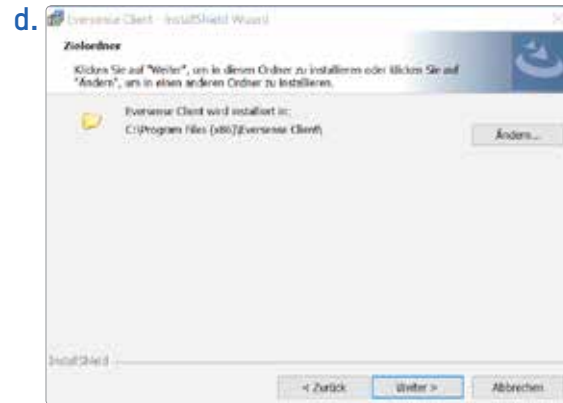 d.
Eversense Client - InstallShield Wizard
Zielordner
Klicken Sie auf "Weiter", um in diesen Ordner zu installieren oder klicken Sie auf
"Ändern", um in einen anderen Ordner zu installieren.
Eversense Client wird installiert in:
C:\Program Files (x86)\Eversense Client\
Ändern...
InstallShield
< Zurück
Weiter >
Abbrechen